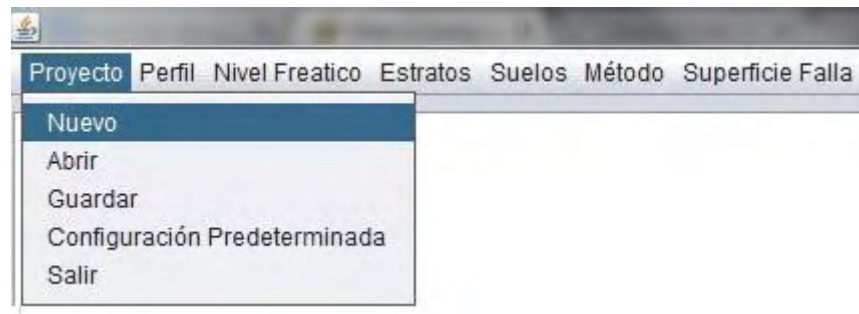 Proyecto Perfil Nivel Freatico Estratos Suelos Método Superficie Falla
Nuevo
Abrir
Guardar
Configuración Predeterminada
Salir